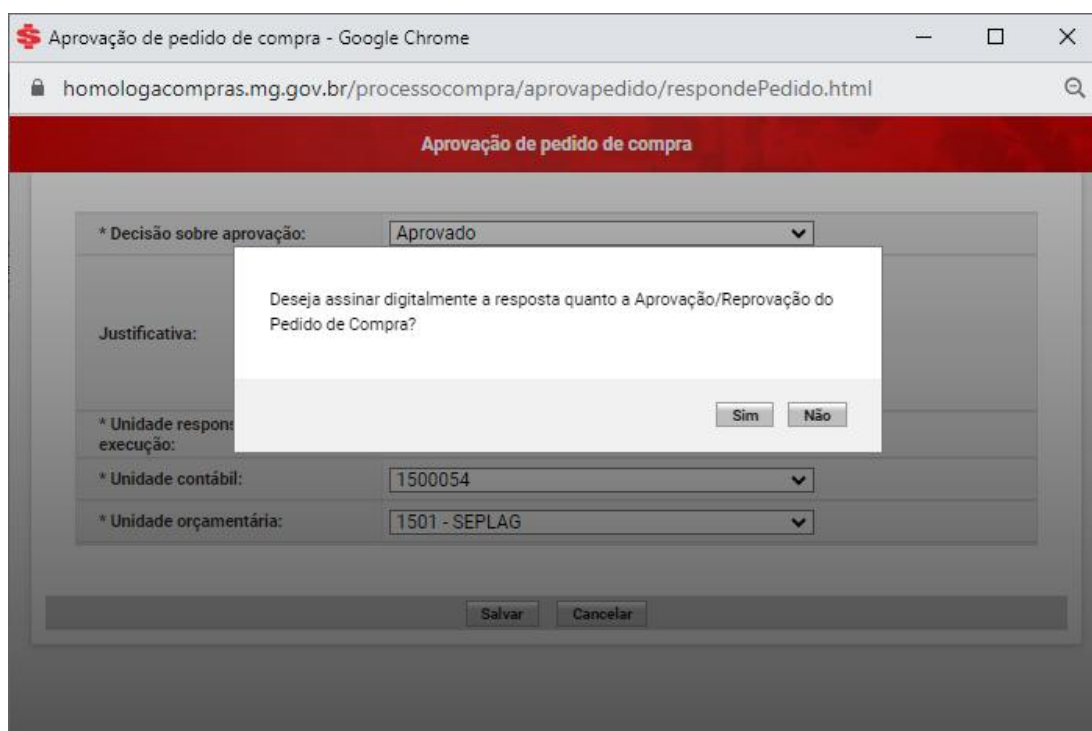 Aprovação de pedido de compra - Google Chrome
homologacompras.mg.gov.br/processocompra/aprovapedido/respondePedido.html
Aprovação de pedido de compra
* Decisão sobre aprovação: Aprovado
Deseja assinar digitalmente a resposta quanto a Aprovação/Reprovação do
Pedido de Compra?
Justificativa:
Sim Não
* Unidade respons
execução:
* Unidade contábil: 1500054
* Unidade orçamentária: 1501 - SEPLAG
Salvar Cancelar